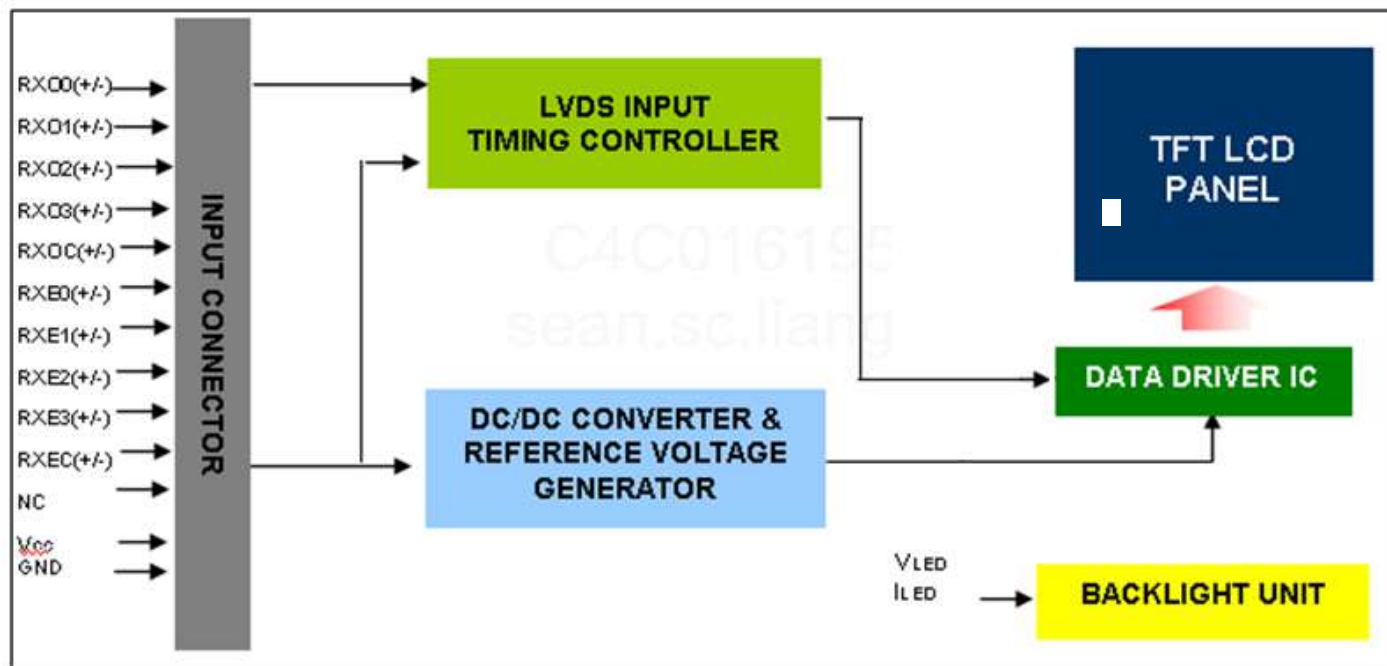 RXO0(+/-)
RXO1(+/-)
RXO2(+/-)
RXO3(+/-)
RXOC(+/-)
RXE0(+/-)
RXE1(+/-)
RXE2(+/-)
RXE3(+/-)
RXEC(+/-)
NC
Vcc
GND
INPUT CONNECTOR
LVDS INPUT
TIMING CONTROLLER
C4C016195
sean.sc.liang
DC/DC CONVERTER &
REFERENCE VOLTAGE
GENERATOR
TFT LCD
PANEL
DATA DRIVER IC
VLED
ILED
BACKLIGHT UNIT